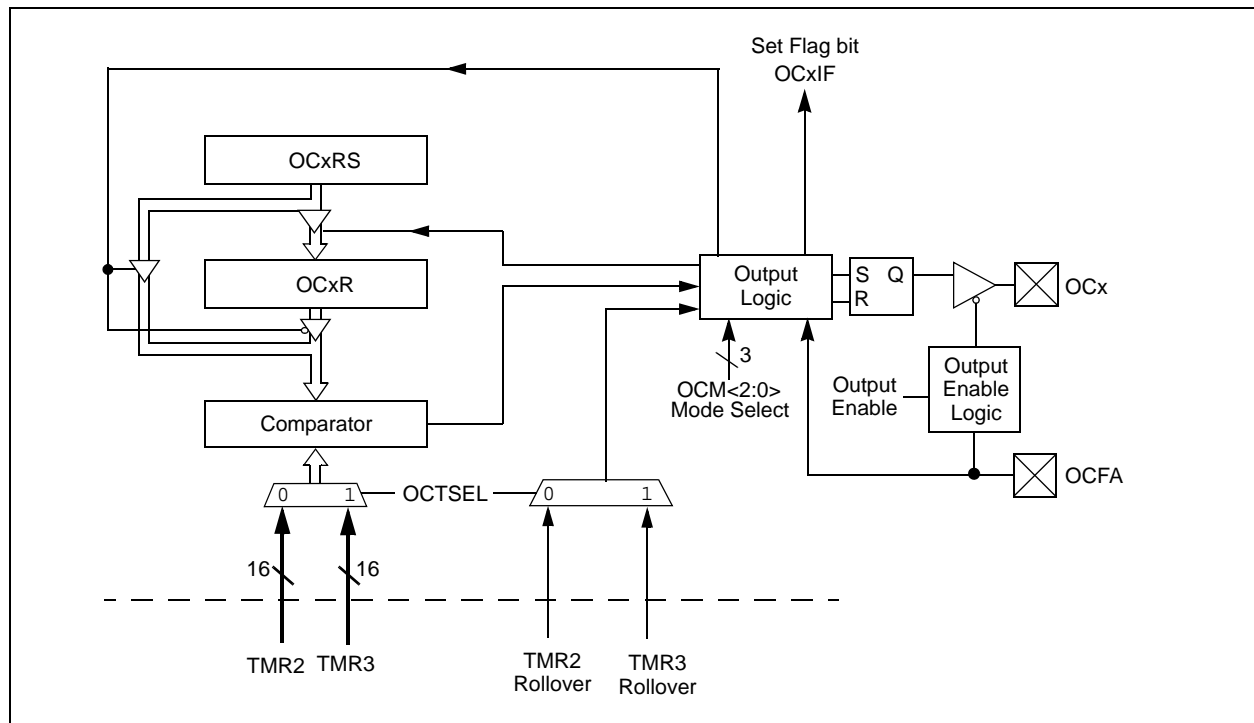 Set Flag bit
OCxIF
OCxRS
OCxR
Output
Logic
S Q
R
OCx
3
OCM<2:0>
Mode Select
Output
Enable
Output
Enable
Logic
Comparator
OCFA
0 1
OCTSEL
0 1
16
16
TMR2
TMR3
TMR2
Rollover
TMR3
Rollover